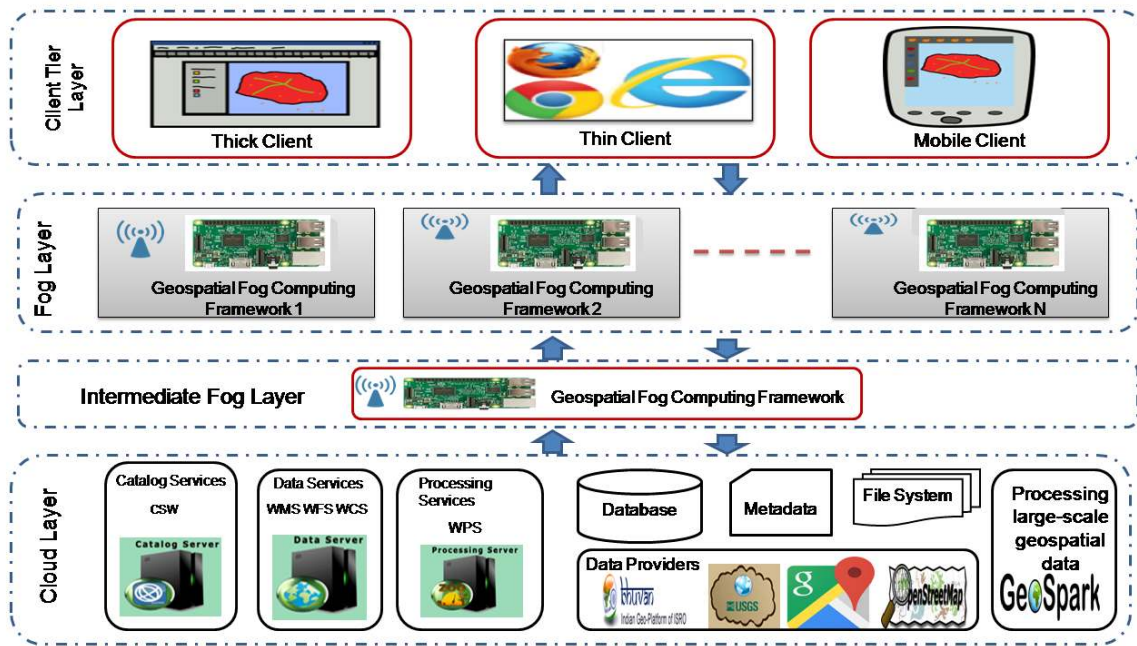 Client Tier
Layer
Thick Client
Thin Client
Mobile Client
Fog Layer
Geospatial Fog Computing
Framework 1
Geospatial Fog Computing
Framework 2
Geospatial Fog Computing
Framework N
Intermediate Fog Layer
Geospatial Fog Computing Framework
Cloud Layer
Catalog Services
CSW
Catalog Server
Data Services
WMS WFS WCS
Data Server
Processing
Services
WPS
Processing Server
Database
Metadata
File System
Data Providers
bhuvan
Indian Geo-Platform of ISRO
USGS
g
OpenStreetMap
Processing
large-scale
geospatial
data
GeoSpark